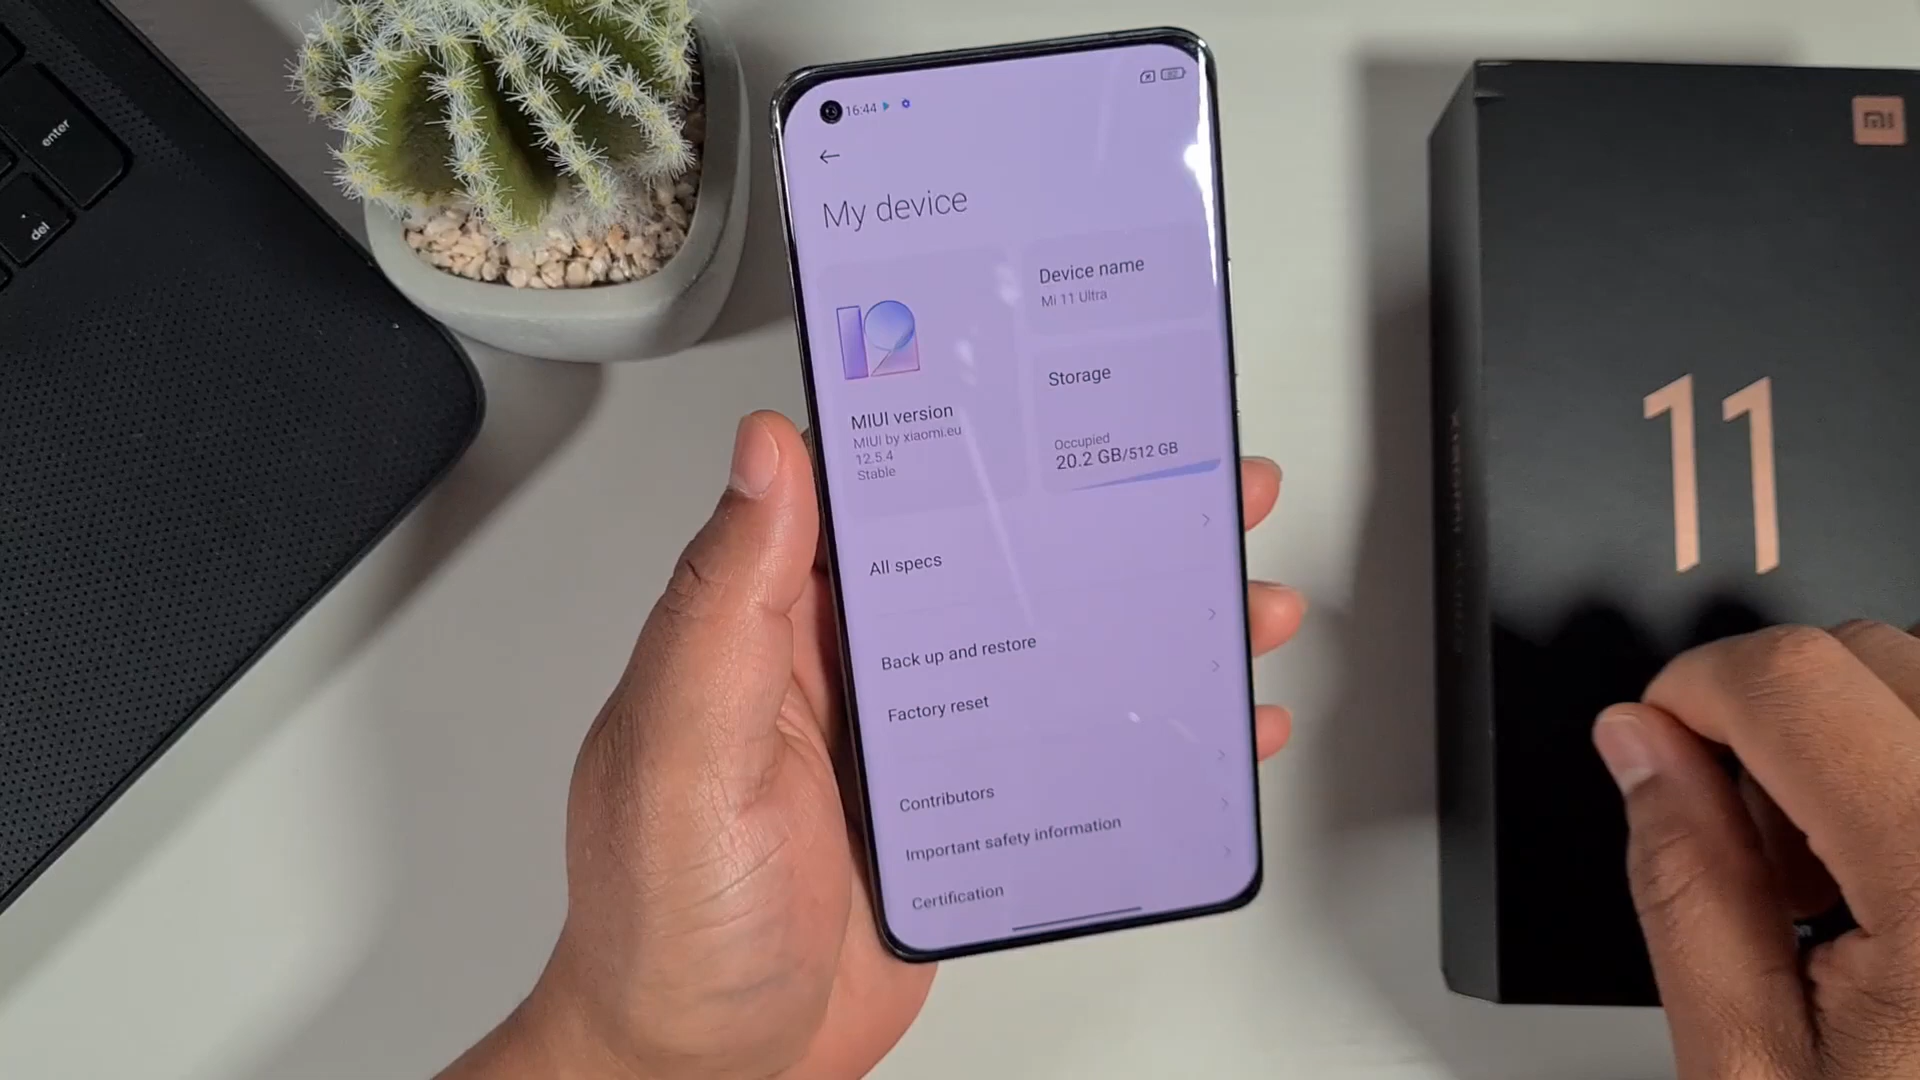 enter
del
16:44
My device
Device name
Mi 11 Ultra
MIUI version
MIUI by xiaomi.eu
12.5.4
Stable
Storage
Occupied
20.2 GB/512 GB
All specs
Back up and restore
Factory reset
Contributors
Important safety information
Certification
MI
11